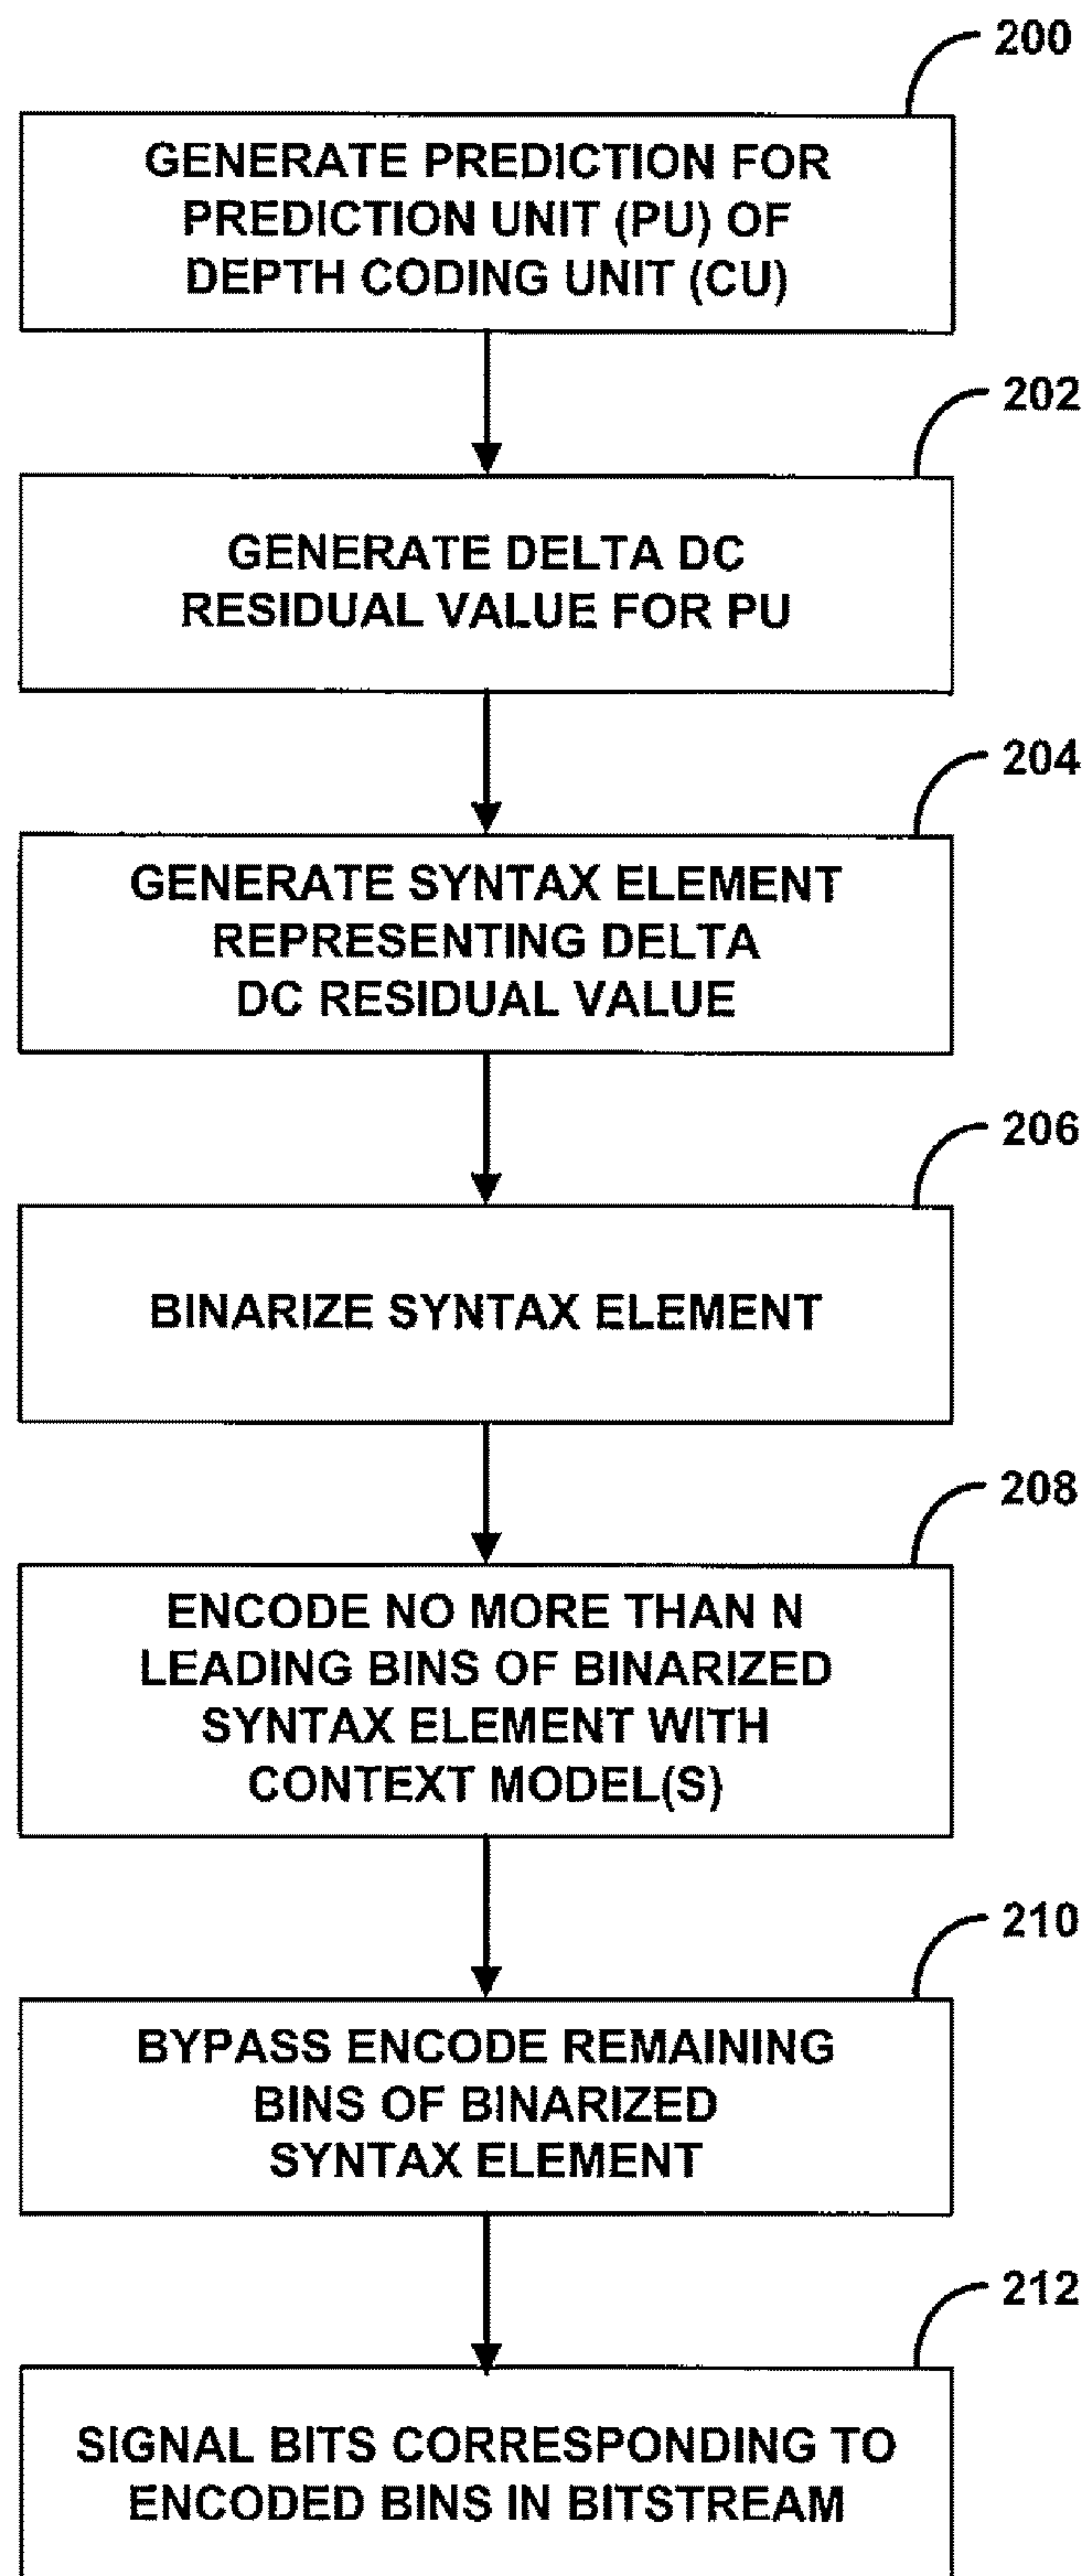 200
GENERATE PREDICTION FOR
PREDICTION UNIT (PU) OF
DEPTH CODING UNIT (CU)
202
GENERATE DELTA DC
RESIDUAL VALUE FOR PU
204
GENERATE SYNTAX ELEMENT
REPRESENTING DELTA
DC RESIDUAL VALUE
206
BINARIZE SYNTAX ELEMENT
208
ENCODE NO MORE THAN N
LEADING BINS OF BINARIZED
SYNTAX ELEMENT WITH
CONTEXT MODEL(S)
210
BYPASS ENCODE REMAINING
BINS OF BINARIZED
SYNTAX ELEMENT
212
SIGNAL BITS CORRESPONDING TO
ENCODED BINS IN BITSTREAM